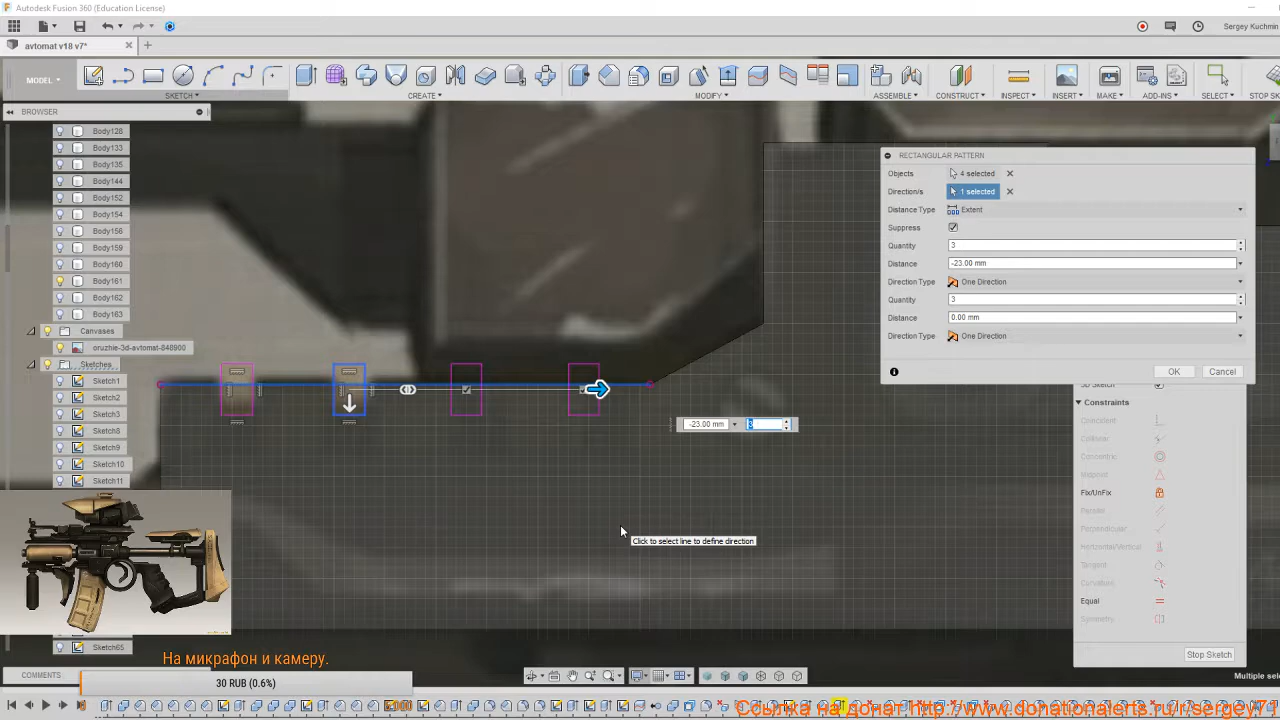 Autodesk Fusion 360 (Education License)
Sergey Kuchmin
avtomat v18 v7*
MODEL
SKETCH
CREATE
MODIFY
ASSEMBLE
CONSTRUCT
INSPECT
INSERT
MAKE
ADD-INS
SELECT
STOP SK
BROWSER
Body128
Body133
Body135
Body144
Body152
Body154
Body156
Body159
Body160
Body161
Body162
Body163
Canvases
oruzhie-3d-avtomat-848900
Sketches
Sketch1
Sketch2
Sketch3
Sketch8
Sketch9
Sketch10
Sketch11
Sketch65
RECTANGULAR PATTERN
Objects 4 selected
Direction/s 1 selected
Distance Type Extent
Suppress
Quantity 3
Distance -23.00 mm
Direction Type One Direction
Quantity 3
Distance 0.00 mm
Direction Type One Direction
OK Cancel
3D Sketch
Constraints
Coincident
Collinear
Concentric
Midpoint
Fix/UnFix
Parallel
Perpendicular
Horizontal/Vertical
Tangent
Curvature
Equal
Symmetry
Stop Sketch
-23.00 mm 3
Click to select line to define direction
На микрофон и камеру.
30 RUB (0.6%)
COMMENTS
Multiple sel
Ссылка на донат http://www.donationalerts.ru/r/sergey71